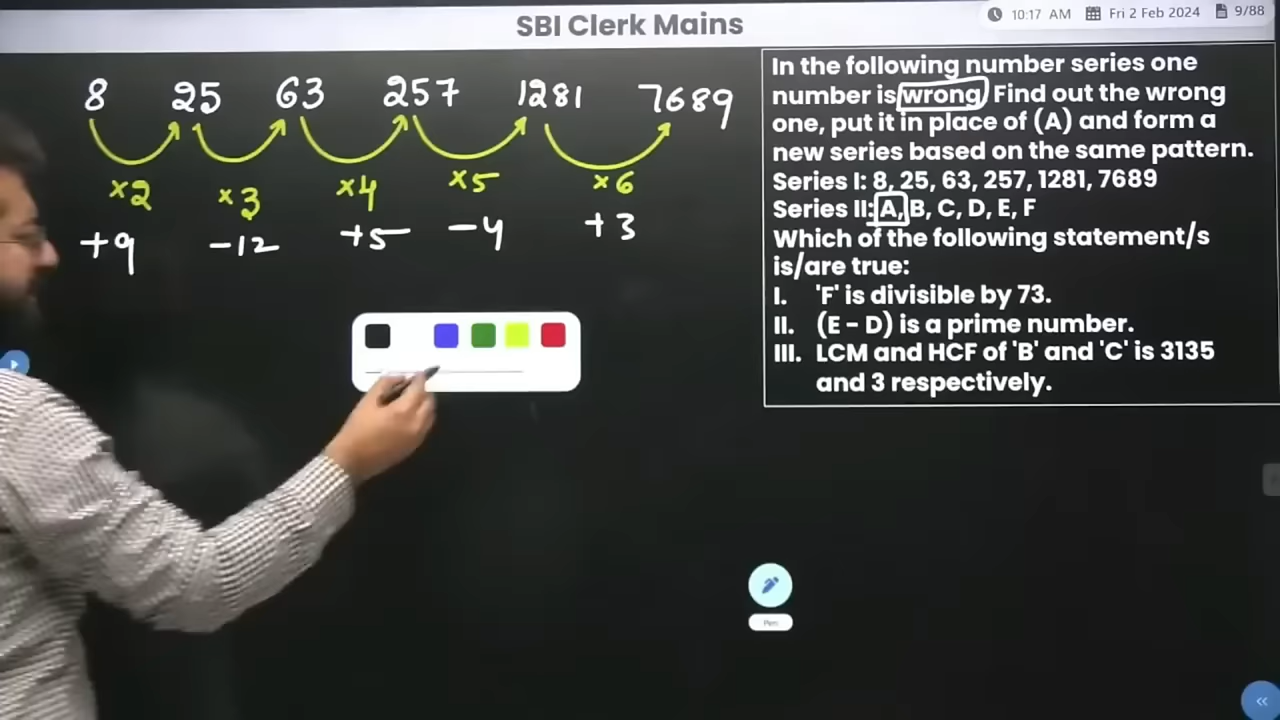 SBI Clerk Mains
10:17 AM Fri 2 Feb 2024 9/88
8 25 63 257 1281 7689
×2 ×3 ×4 ×5 ×6
+9 -12 +5 -4 +3
In the following number series one
number is wrong. Find out the wrong
one, put it in place of (A) and form a
new series based on the same pattern.
Series I: 8, 25, 63, 257, 1281, 7689
Series II: A, B, C, D, E, F
Which of the following statement/s
is/are true:
I. 'F' is divisible by 73.
II. (E - D) is a prime number.
III. LCM and HCF of 'B' and 'C' is 3135
and 3 respectively.
Pen